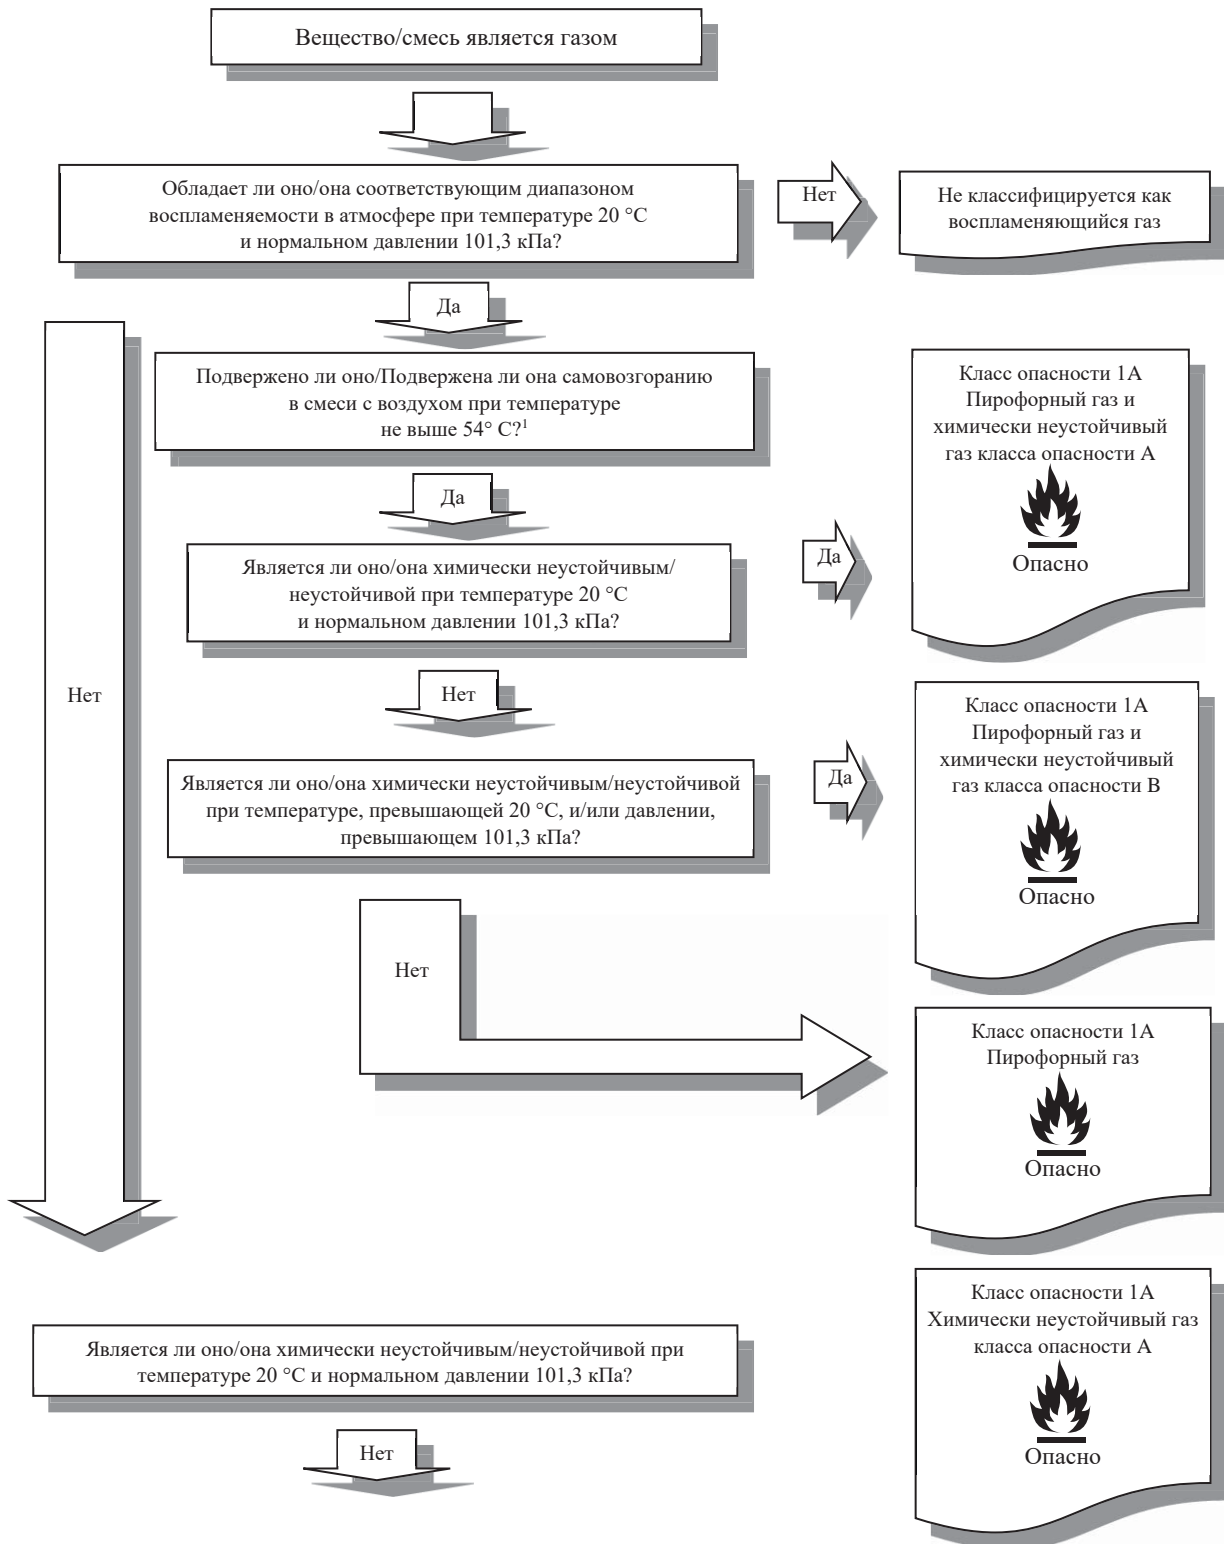 Вещество/смесь является газом
Обладает ли оно/она соответствующим диапазоном
воспламеняемости в атмосфере при температуре 20 °C
и нормальном давлении 101,3 кПа?
Нет
Не классифицируется как
воспламеняющийся газ
Да
Подвержено ли оно/Подвержена ли она самовозгоранию
в смеси с воздухом при температуре
не выше 54° C?¹
Класс опасности 1A
Пирофорный газ и
химически неустойчивый
газ класса опасности A
Опасно
Да
Является ли оно/она химически неустойчивым/
неустойчивой при температуре 20 °C
и нормальном давлении 101,3 кПа?
Да
Нет
Нет
Класс опасности 1A
Пирофорный газ и
химически неустойчивый
газ класса опасности B
Опасно
Является ли оно/она химически неустойчивым/неустойчивой
при температуре, превышающей 20 °C, и/или давлении,
превышающем 101,3 кПа?
Да
Нет
Класс опасности 1A
Пирофорный газ
Опасно
Является ли оно/она химически неустойчивым/неустойчивой при
температуре 20 °C и нормальном давлении 101,3 кПа?
Класс опасности 1A
Химически неустойчивый газ
класса опасности A
Опасно
Нет